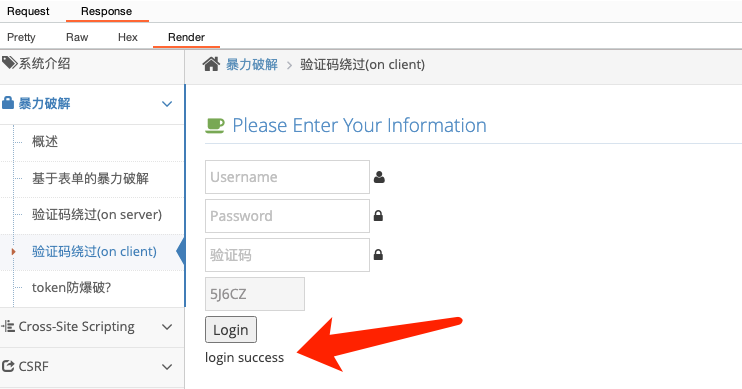 Request Response
Pretty Raw Hex Render
系统介绍
暴力破解 > 验证码绕过(on client)
暴力破解
概述
基于表单的暴力破解
验证码绕过(on server)
验证码绕过(on client)
token防爆破?
Cross-Site Scripting
CSRF
Please Enter Your Information
Username
Password
验证码
5J6CZ
Login
login success